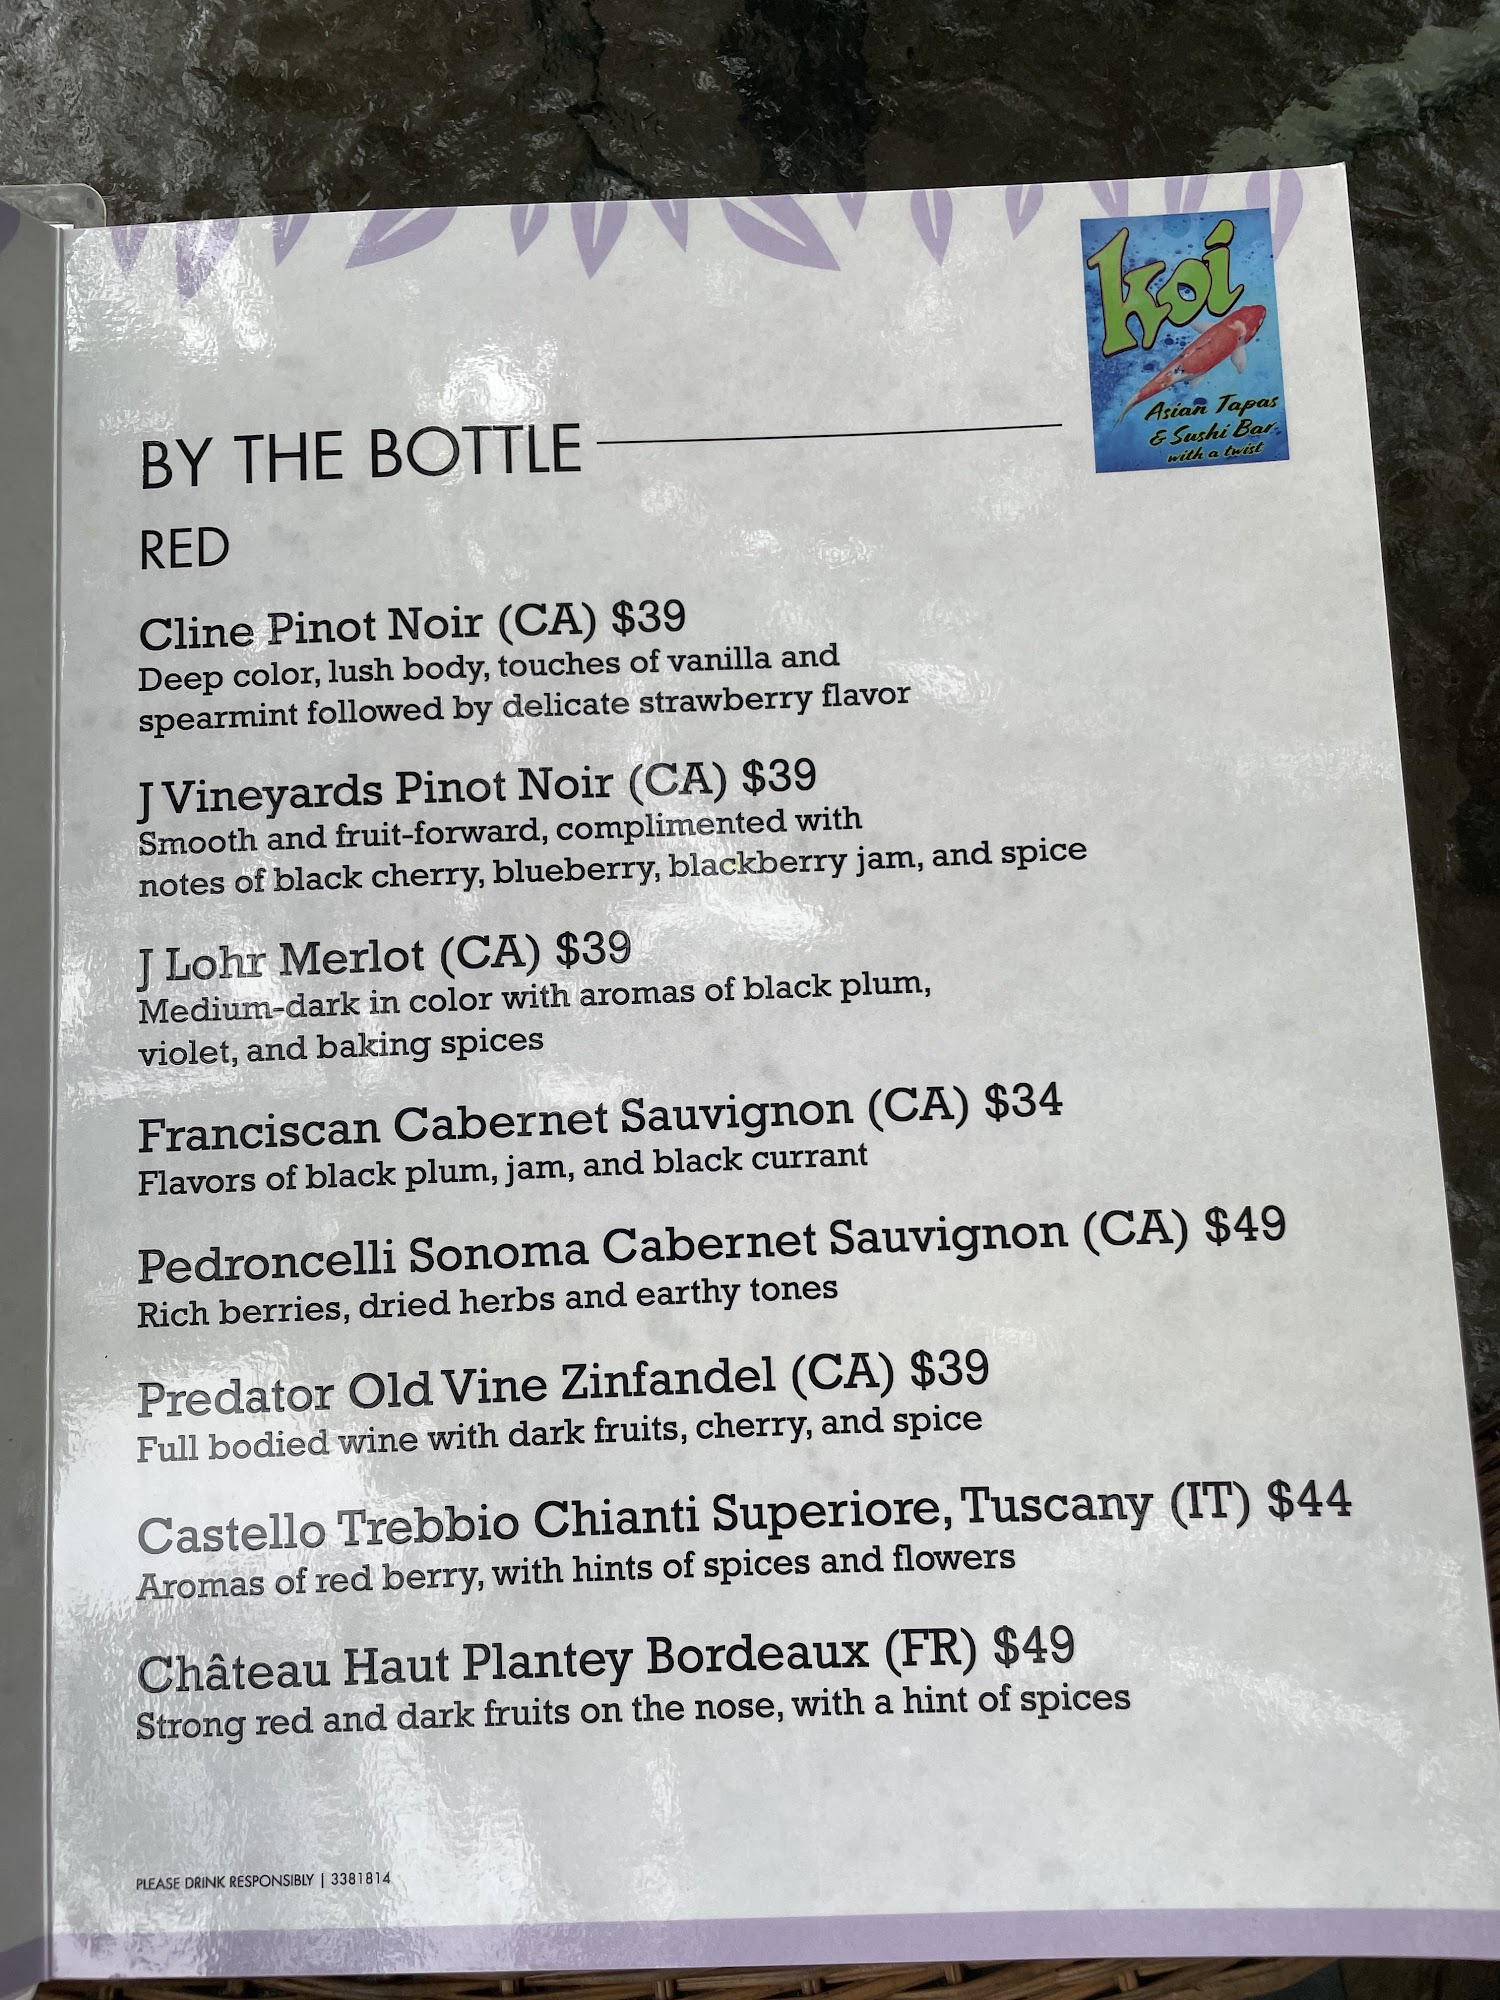 koi
Asian Tapas
& Sushi Bar
with a twist
BY THE BOTTLE
RED
Cline Pinot Noir (CA) $39
Deep color, lush body, touches of vanilla and
spearmint followed by delicate strawberry flavor
J Vineyards Pinot Noir (CA) $39
Smooth and fruit-forward, complimented with
notes of black cherry, blueberry, blackberry jam, and spice
J Lohr Merlot (CA) $39
Medium-dark in color with aromas of black plum,
violet, and baking spices
Franciscan Cabernet Sauvignon (CA) $34
Flavors of black plum, jam, and black currant
Pedroncelli Sonoma Cabernet Sauvignon (CA) $49
Rich berries, dried herbs and earthy tones
Predator Old Vine Zinfandel (CA) $39
Full bodied wine with dark fruits, cherry, and spice
Castello Trebbio Chianti Superiore, Tuscany (IT) $44
Aromas of red berry, with hints of spices and flowers
Château Haut Plantey Bordeaux (FR) $49
Strong red and dark fruits on the nose, with a hint of spices
PLEASE DRINK RESPONSIBLY | 3381814